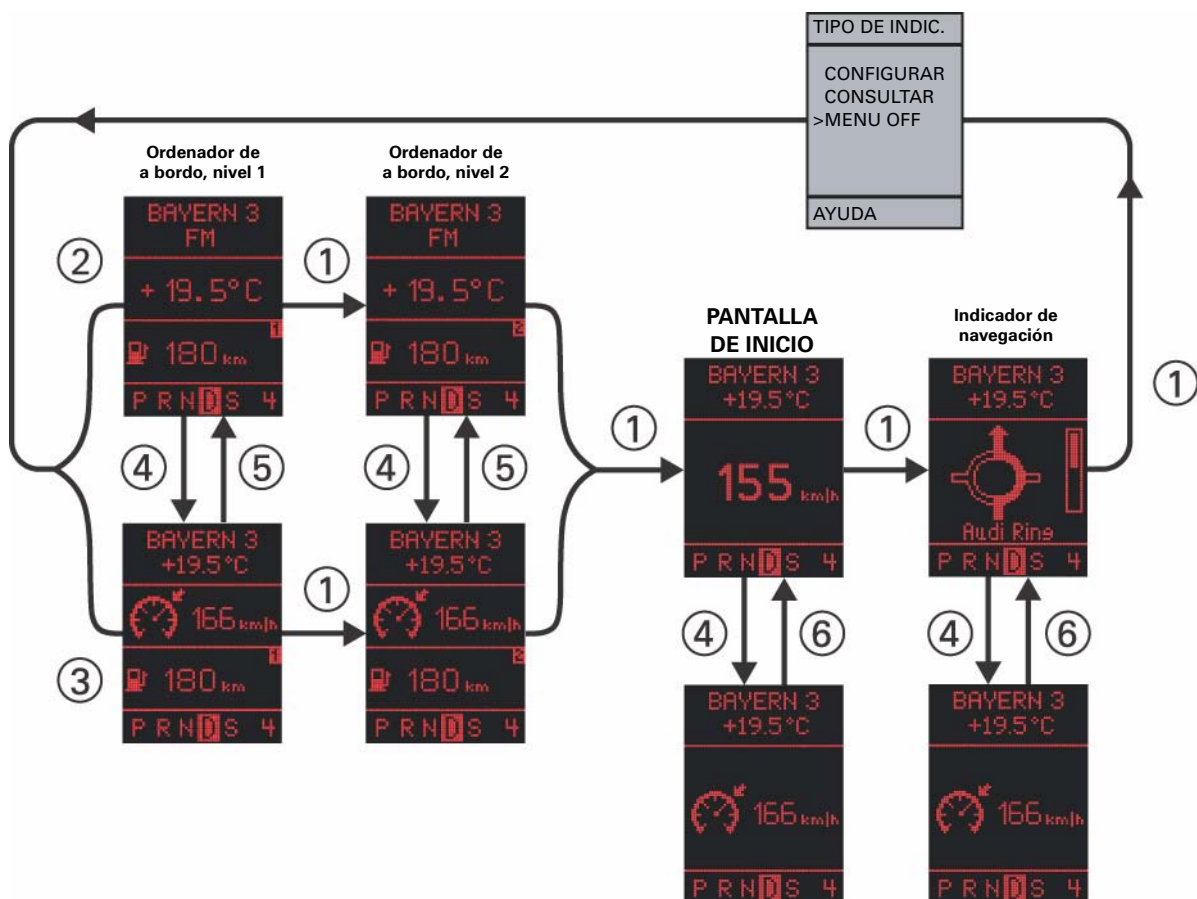 TIPO DE INDIC.
CONFIGURAR
CONSULTAR
>MENU OFF
AYUDA
Ordenador de
a bordo, nivel 1
BAYERN 3
FM
+ 19.5°C
1
180 km
P R N D S 4
Ordenador de
a bordo, nivel 2
BAYERN 3
FM
+ 19.5°C
2
180 km
P R N D S 4
2
1
4
5
4
5
BAYERN 3
+19.5°C
166 km/h
1
180 km
P R N D S 4
BAYERN 3
+19.5°C
166 km/h
2
180 km
P R N D S 4
3
1
1
PANTALLA
DE INICIO
BAYERN 3
+19.5°C
155 km/h
P R N D S 4
1
Indicador de
navegación
BAYERN 3
+19.5°C
Audi Ring
P R N D S 4
1
4
6
4
6
BAYERN 3
+19.5°C
166 km/h
P R N D S 4
BAYERN 3
+19.5°C
166 km/h
P R N D S 4